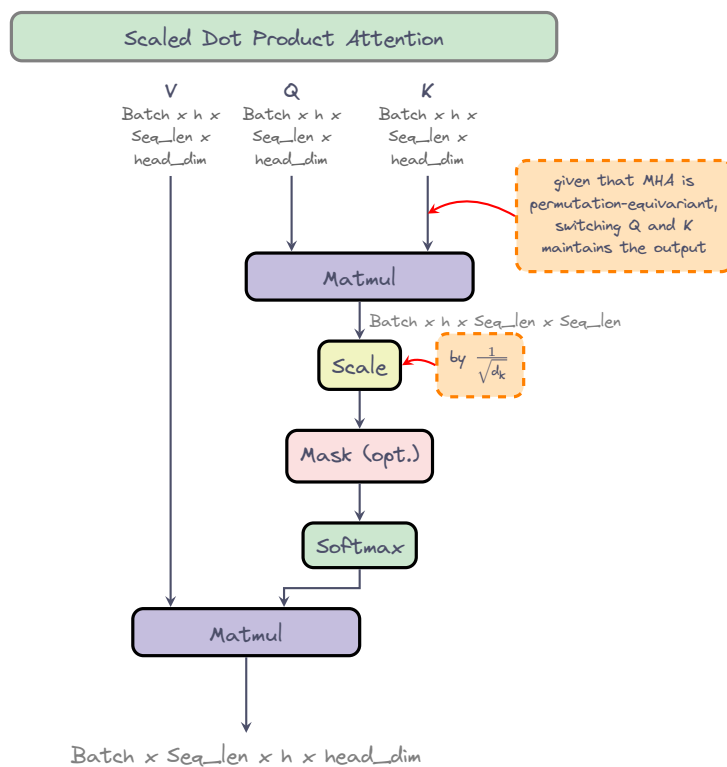 Scaled Dot Product Attention
V
Batch x h x
Seq_len x
head_dim
Q
Batch x h x
Seq_len x
head_dim
K
Batch x h x
Seq_len x
head_dim
given that MHA is
permutation-equivariant,
switching Q and K
maintains the output
Matmul
Batch x h x Seq_len x Seq_len
Scale
by 1/√d_k
Mask (opt.)
Softmax
Matmul
Batch x Seq_len x h x head_dim